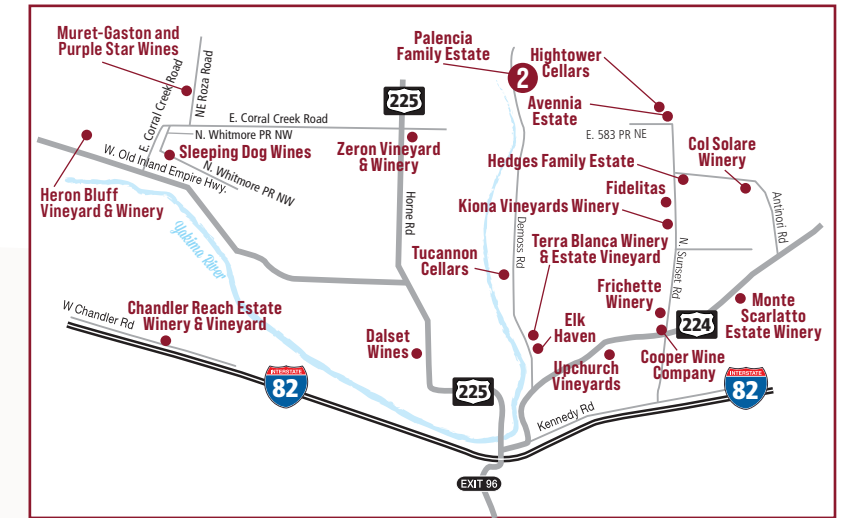 Muret-Gaston and
Purple Star Wines
NE Roza Road
E. Corral Creek Road
E. Corral Creek Road
N. Whitmore PR NW
Sleeping Dog Wines
N. Whitmore PR NW
W. Old Inland Empire Hwy.
Heron Bluff
Vineyard & Winery
Yakima River
225
Zeron Vineyard
& Winery
Horne Rd
Palencia
Family Estate
2
Hightower
Cellars
Avennia
Estate
E. 583 PR NE
Col Solare
Winery
Hedges Family Estate
Fidelitas
Kiona Vineyards Winery
Antinori Rd
Demoss Rd
N. Sunset Rd
Terra Blanca Winery
& Estate Vineyard
Tucannon
Cellars
Frichette
Winery
224
Monte
Scarlatto
Estate Winery
W Chandler Rd
Chandler Reach Estate
Winery & Vineyard
Dalset
Wines
Elk
Haven
Upchurch
Vineyards
Cooper Wine
Company
INTERSTATE
82
225
Kennedy Rd
INTERSTATE
82
EXIT 96